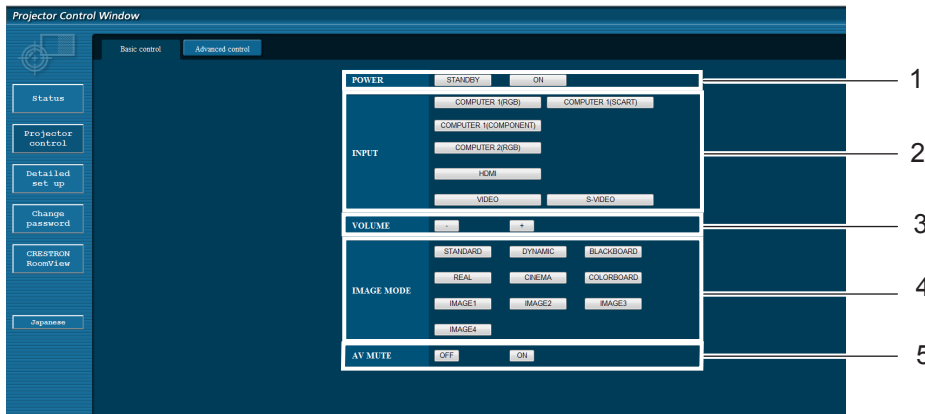 Projector Control Window
Basic control Advanced control
Status
Projector
control
Detailed
set up
Change
password
CRESTRON
RoomView
Japanese
POWER STANDBY ON 1
COMPUTER 1(RGB) COMPUTER 1(SCART)
COMPUTER 1(COMPONENT)
INPUT COMPUTER 2(RGB) 2
HDMI
VIDEO S-VIDEO
VOLUME - + 3
STANDARD DYNAMIC BLACKBOARD
REAL CINEMA COLORBOARD
IMAGE MODE 4
IMAGE1 IMAGE2 IMAGE3
IMAGE4
AV MUTE OFF ON 5